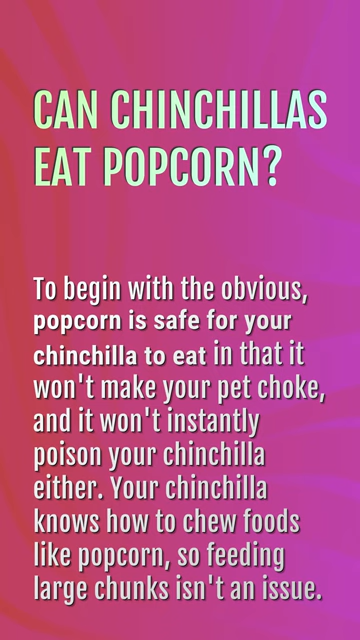 CAN CHINCHILLAS
EAT POPCORN?
To begin with the obvious,
popcorn is safe for your
chinchilla to eat in that it
won't make your pet choke,
and it won't instantly
poison your chinchilla
either. Your chinchilla
knows how to chew foods
like popcorn, so feeding
large chunks isn't an issue.